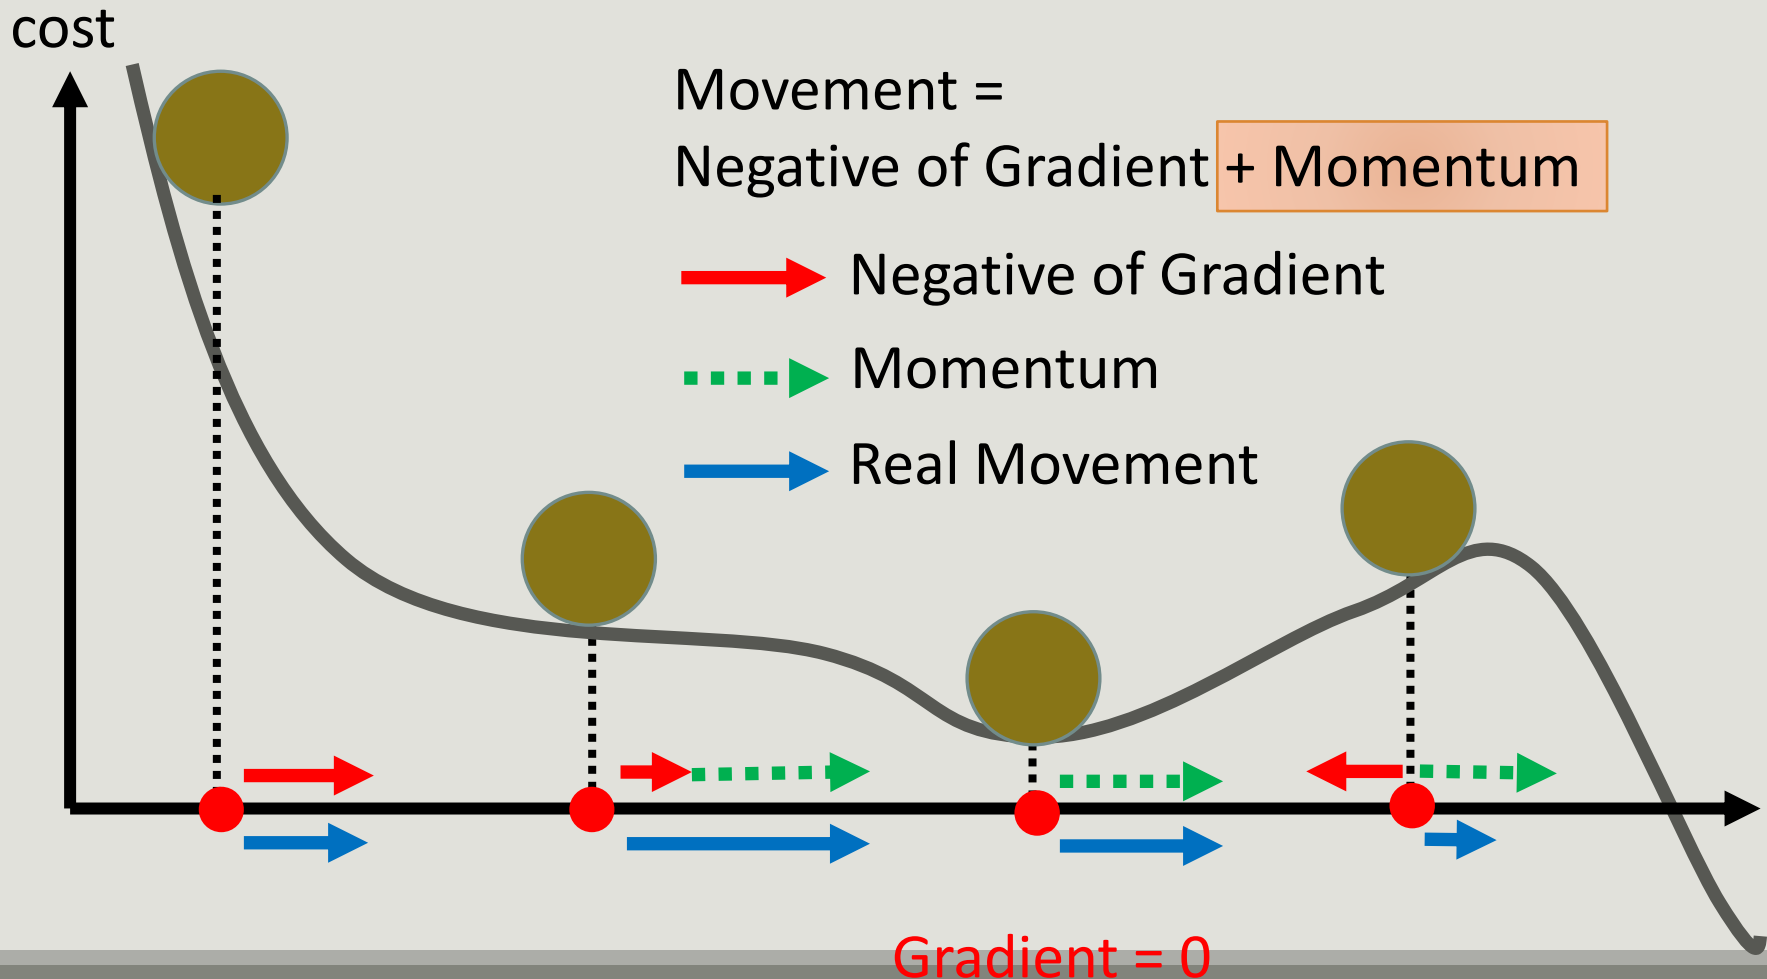 cost
Movement =
Negative of Gradient + Momentum
Negative of Gradient
Momentum
Real Movement
Gradient = 0